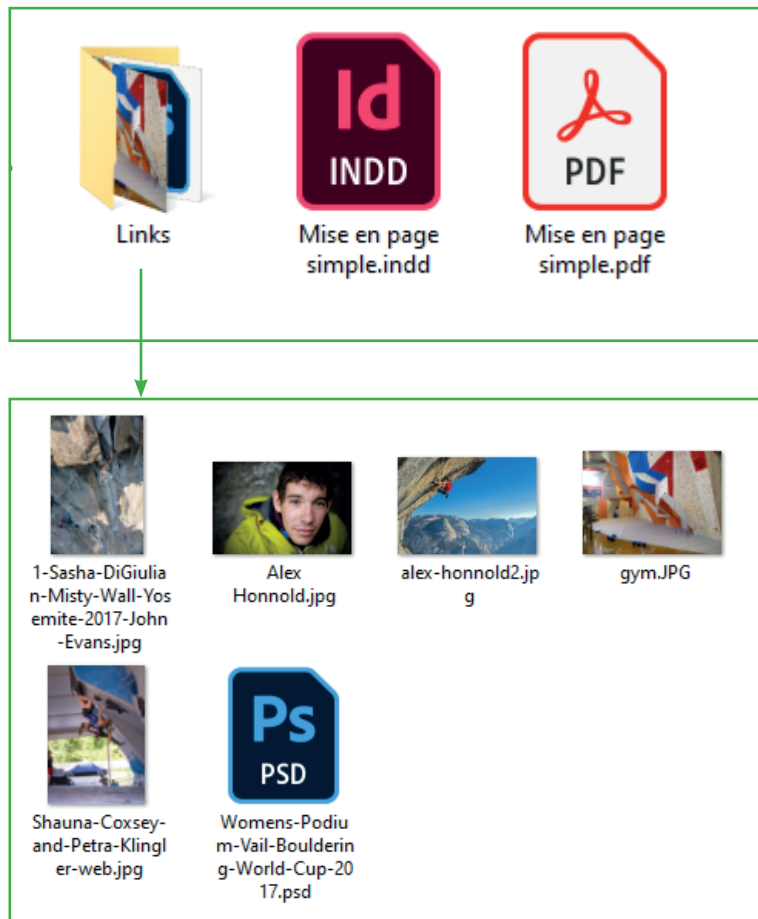 Id
INDD
PDF
Links
Mise en page
simple.indd
Mise en page
simple.pdf
1-Sasha-DiGiulia
n-Misty-Wall-Yos
emite-2017-John
-Evans.jpg
Alex
Honnold.jpg
alex-honnold2.jp
g
gym.JPG
Ps
PSD
Shauna-Coxsey-
and-Petra-Klingl
er-web.jpg
Womens-Podiu
m-Vail-Boulderin
g-World-Cup-20
17.psd